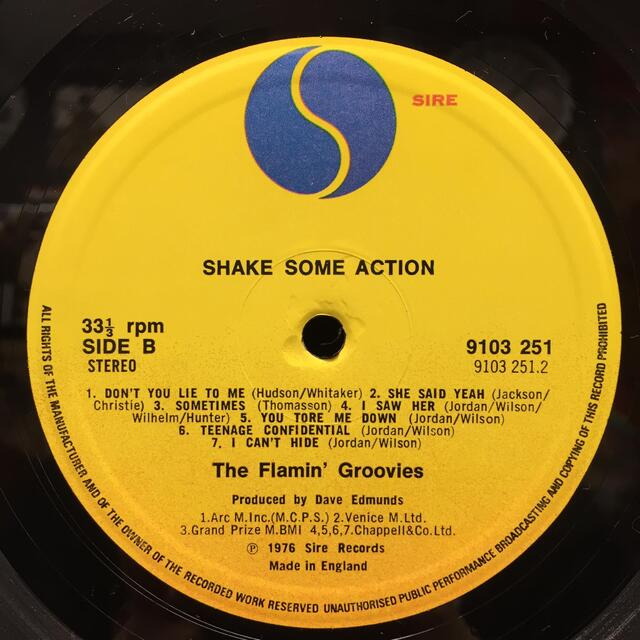 SIRE
SHAKE SOME ACTION
33⅓ rpm
SIDE B
STEREO
9103 251
9103 251.2
1. DON'T YOU LIE TO ME (Hudson/Whitaker) 2. SHE SAID YEAH (Jackson/
Christie) 3. SOMETIMES (Thomasson) 4. I SAW HER (Jordan/Wilson/
Wilhelm/Hunter) 5. YOU TORE ME DOWN (Jordan/Wilson)
6. TEENAGE CONFIDENTIAL (Jordan/Wilson)
7. I CAN'T HIDE (Jordan/Wilson)
The Flamin' Groovies
Produced by Dave Edmunds
1.Arc M.Inc.(M.C.P.S.) 2.Venice M.Ltd.
3.Grand Prize M.BMI 4,5,6,7.Chappell&Co.Ltd.
℗ 1976 Sire Records
Made in England
ALL RIGHTS OF THE MANUFACTURER AND OF THE OWNER OF THE RECORDED WORK RESERVED UNAUTHORISED PUBLIC PERFORMANCE BROADCASTING AND COPYING OF THIS RECORD PROHIBITED